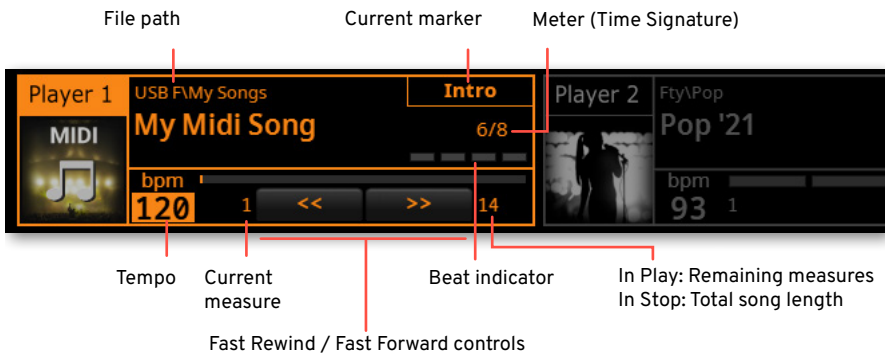 File path
Current marker
Meter (Time Signature)
Player 1
USB F\My Songs
Intro
MIDI
My Midi Song
6/8
bpm
120
1
<<
>>
14
Player 2
Fty\Pop
Pop '21
bpm
93
1
Tempo
Current
measure
Beat indicator
In Play: Remaining measures
In Stop: Total song length
Fast Rewind / Fast Forward controls